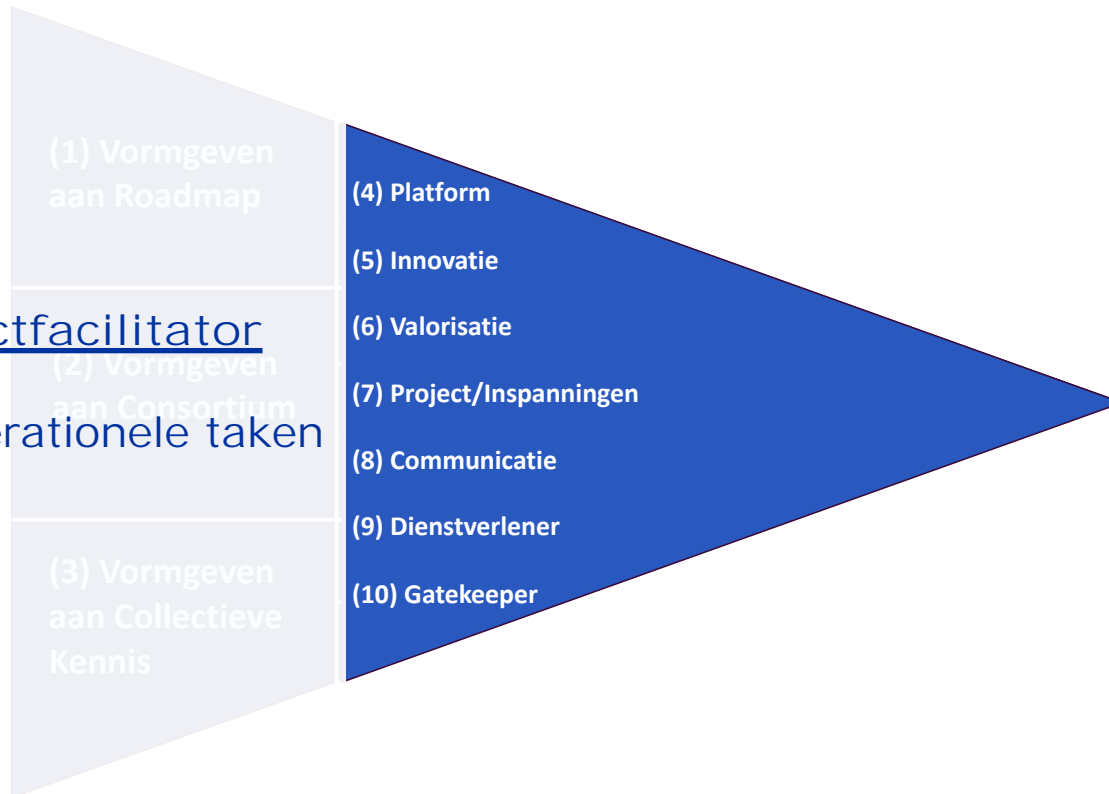 (1) Vormgeven
aan Roadmap
ctfacilitator
(2) Vormgeven
aan Consortium
erationele taken
(3) Vormgeven
aan Collectieve
Kennis
(4) Platform
(5) Innovatie
(6) Valorisatie
(7) Project/Inspanningen
(8) Communicatie
(9) Dienstverlener
(10) Gatekeeper